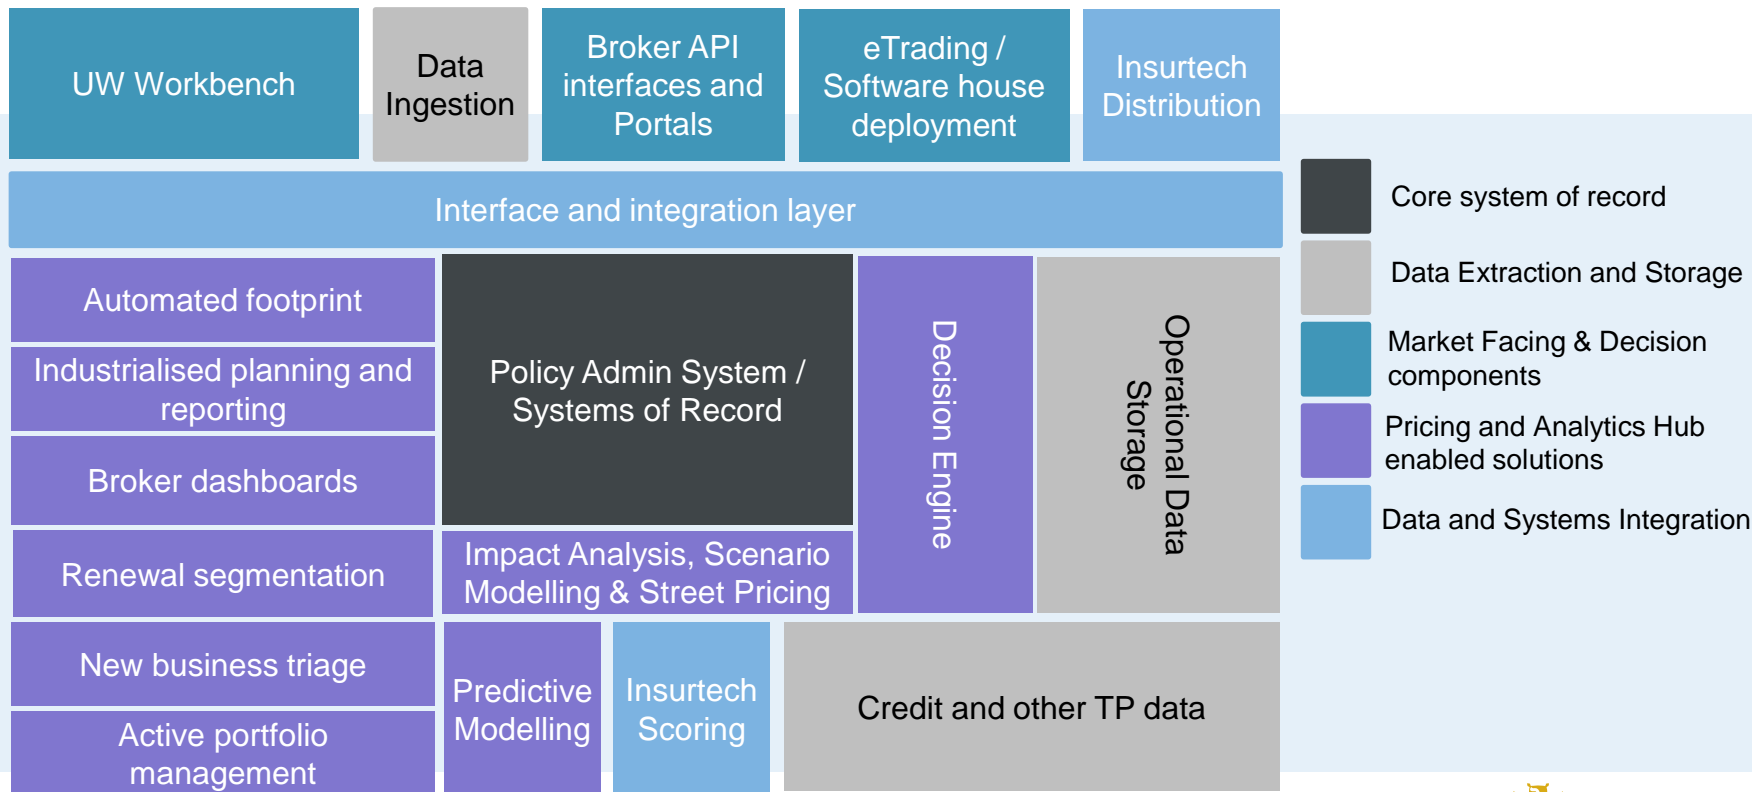 UW Workbench
Data
Ingestion
Broker API
interfaces and
Portals
eTrading /
Software house
deployment
Insurtech
Distribution
Interface and integration layer
Automated footprint
Industrialised planning and
reporting
Broker dashboards
Renewal segmentation
New business triage
Active portfolio
management
Policy Admin System /
Systems of Record
Impact Analysis, Scenario
Modelling & Street Pricing
Predictive
Modelling
Insurtech
Scoring
Decision Engine
Operational Data
Storage
Credit and other TP data
Core system of record
Data Extraction and Storage
Market Facing & Decision
components
Pricing and Analytics Hub
enabled solutions
Data and Systems Integration